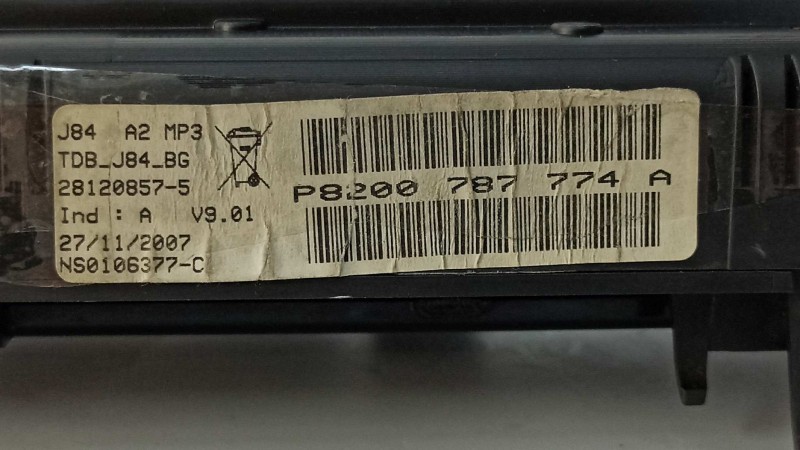 J84 A2 MP3
TDB_J84_BG
28120857-5
Ind : A V9.01
27/11/2007
NS0106377-C
P8200 787 774 A